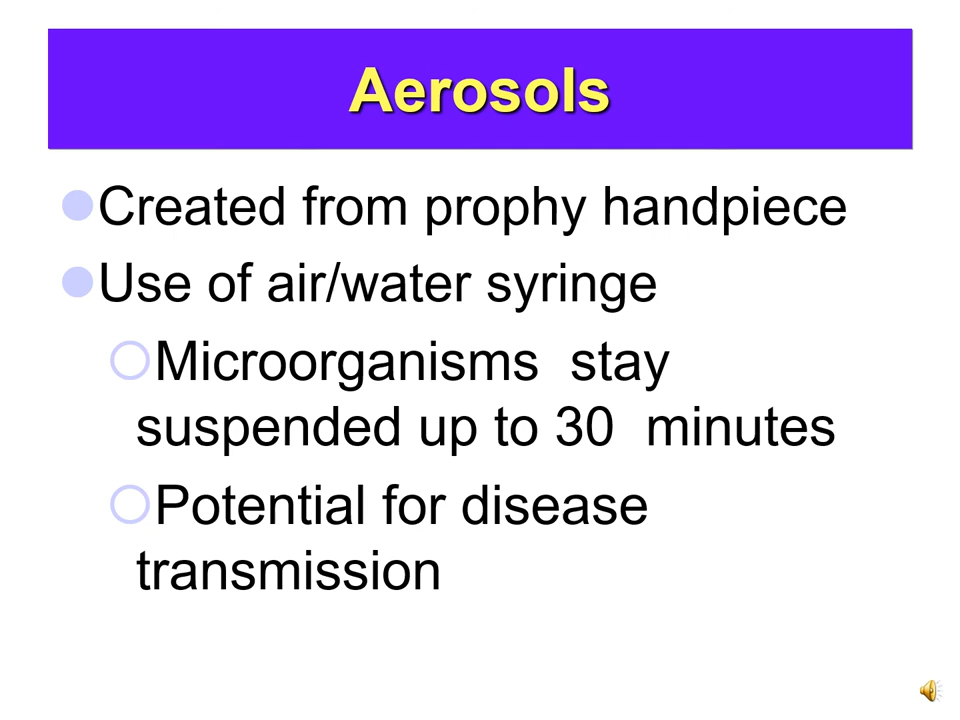 Aerosols
Created from prophy handpiece
Use of air/water syringe
Microorganisms  stay
suspended up to 30  minutes
Potential for disease
transmission